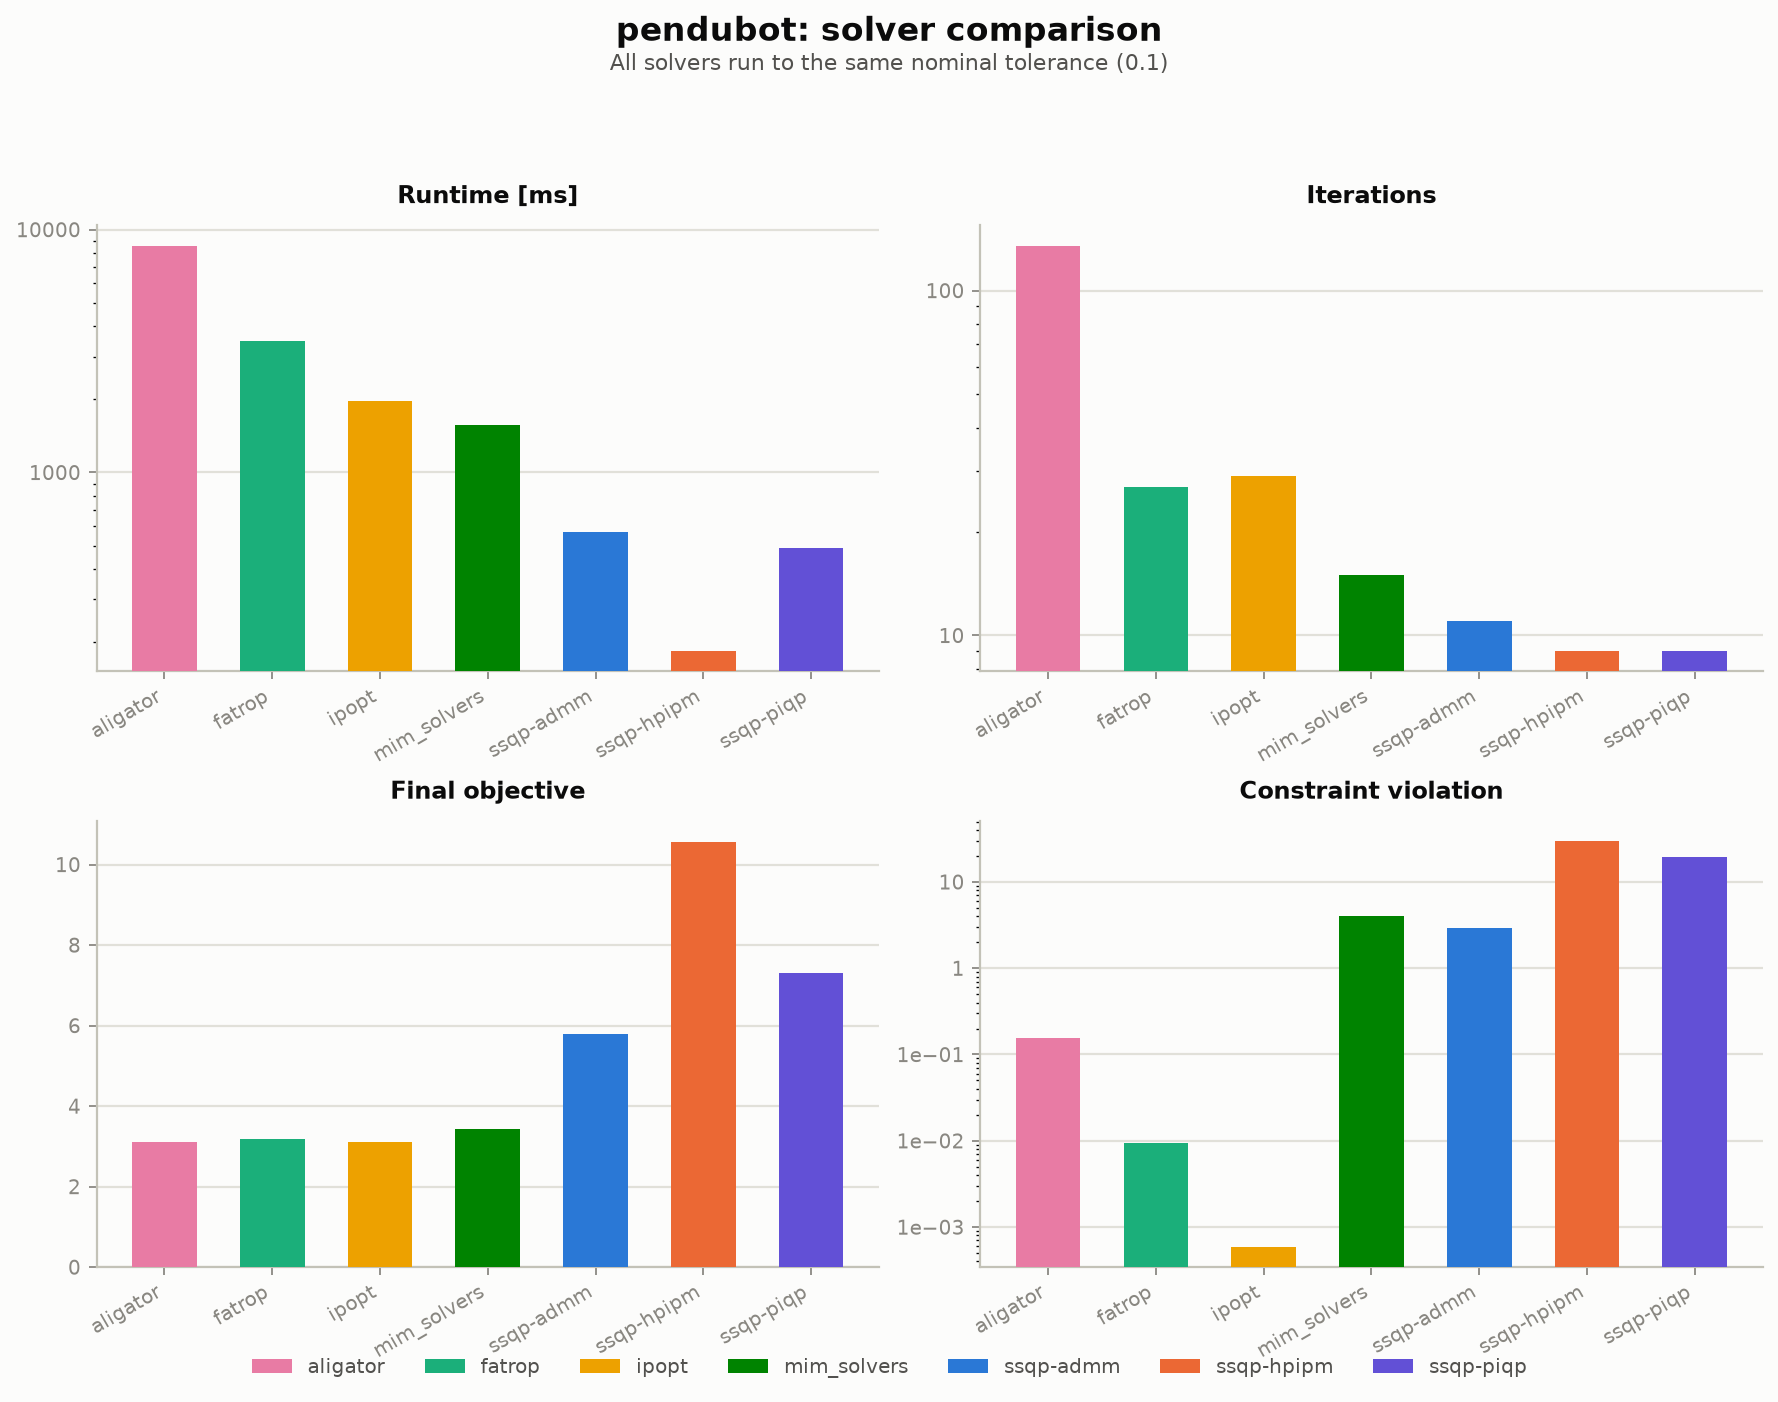 pendubot: solver comparison
All solvers run to the same nominal tolerance (0.1)
Runtime [ms]
10000
1000
aligator
fatrop
ipopt
mim_solvers
ssqp-admm
ssqp-hpipm
ssqp-piqp
Iterations
100
10
aligator
fatrop
ipopt
mim_solvers
ssqp-admm
ssqp-hpipm
ssqp-piqp
Final objective
10
8
6
4
2
0
aligator
fatrop
ipopt
mim_solvers
ssqp-admm
ssqp-hpipm
ssqp-piqp
Constraint violation
10
1
1e−01
1e−02
1e−03
aligator
fatrop
ipopt
mim_solvers
ssqp-admm
ssqp-hpipm
ssqp-piqp
aligator fatrop ipopt mim_solvers ssqp-admm ssqp-hpipm ssqp-piqp